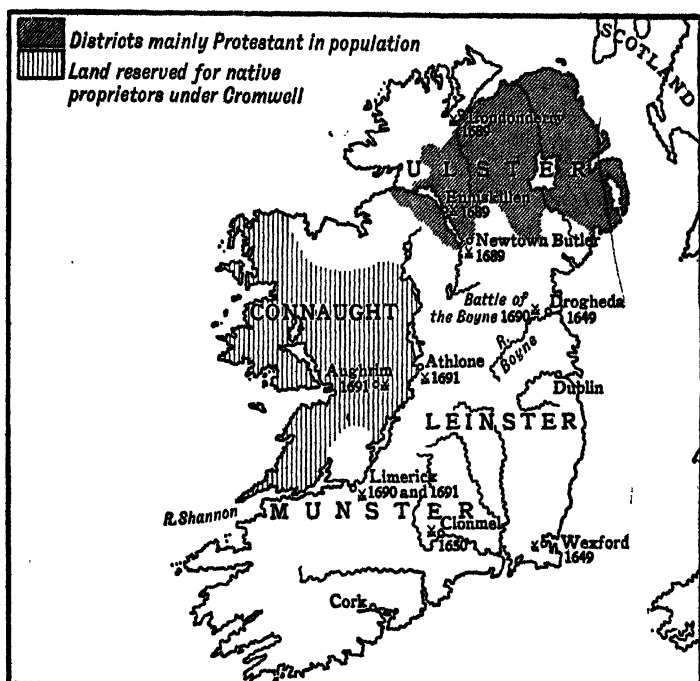 Districts mainly Protestant in population
Land reserved for native
proprietors under Cromwell
SCOTLAND
Londonderry
1689
ULSTER
Enniskillen
1689
Newtown Butler
1689
Battle of
the Boyne 1690
Drogheda
1649
R. Boyne
CONNAUGHT
Aughrim
1691
Athlone
1691
Dublin
LEINSTER
Limerick
1690 and 1691
R. Shannon
MUNSTER
Clonmel
1650
Wexford
1649
Cork